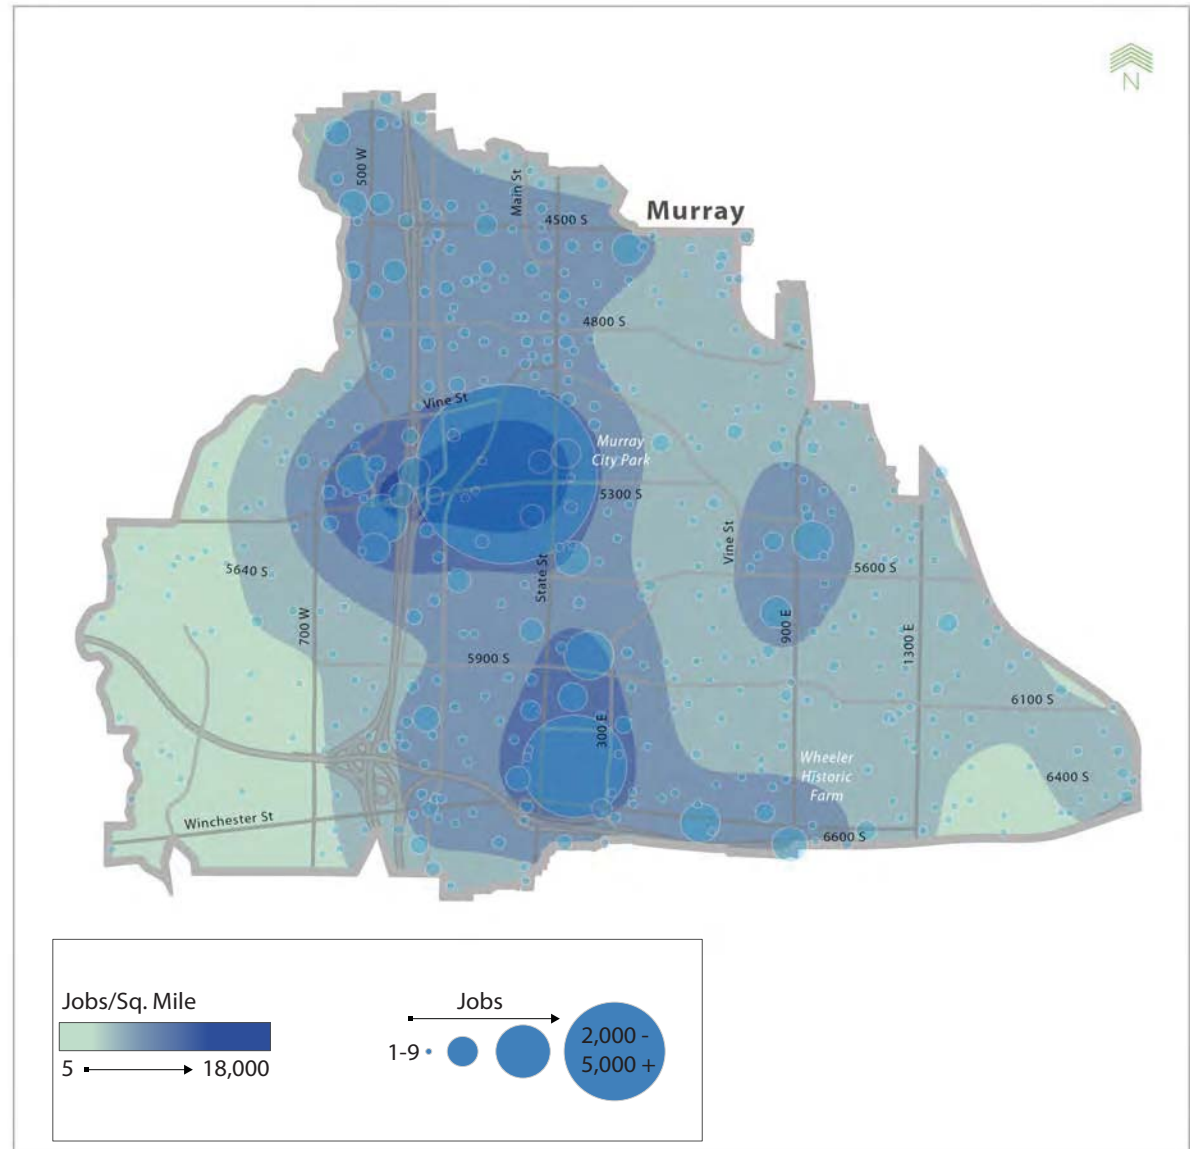 N
Murray
500 W
Main St
4500 S
4800 S
Vine St
Murray
City Park
5300 S
Vine St
5640 S
State St
5600 S
700 W
900 E
1300 E
5900 S
300 E
6100 S
Wheeler
Historic
Farm
6400 S
Winchester St
6600 S
Jobs/Sq. Mile
5
18,000
Jobs
1-9
2,000 -
5,000 +